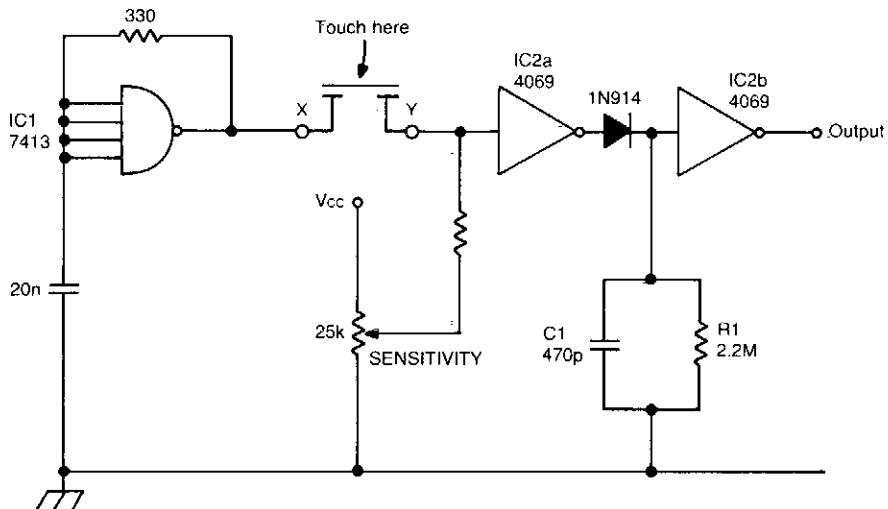 330
Touch here
IC1
7413
X
Y
IC2a
4069
1N914
IC2b
4069
Output
Vcc
20n
25k
SENSITIVITY
C1
470p
R1
2.2M